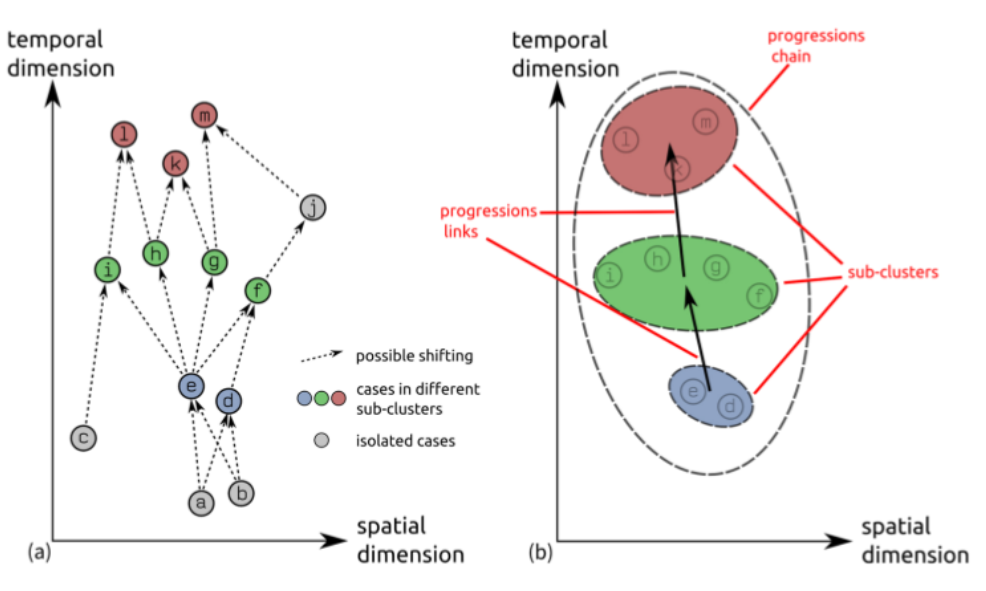 temporal
dimension
l
m
k
j
h
i
g
f
possible shifting
e
d
cases in different
sub-clusters
c
isolated cases
a
b
spatial
dimension
(a)
temporal
dimension
progressions
chain
l
m
k
progressions
links
h
g
i
f
sub-clusters
e
d
spatial
dimension
(b)